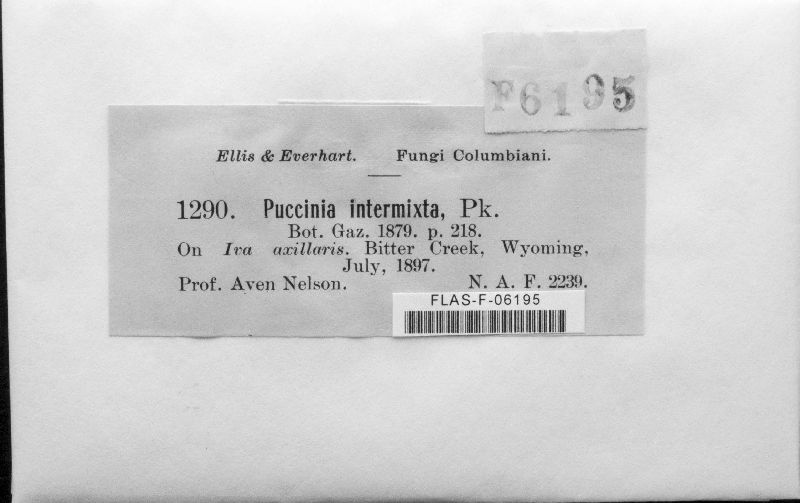 F6195
Ellis & Everhart. Fungi Columbiani.
1290. Puccinia intermixta, Pk.
Bot. Gaz. 1879. p. 218.
On Iva axillaris. Bitter Creek, Wyoming,
July, 1897.
Prof. Aven Nelson. N. A. F. 2239.
FLAS-F-06195